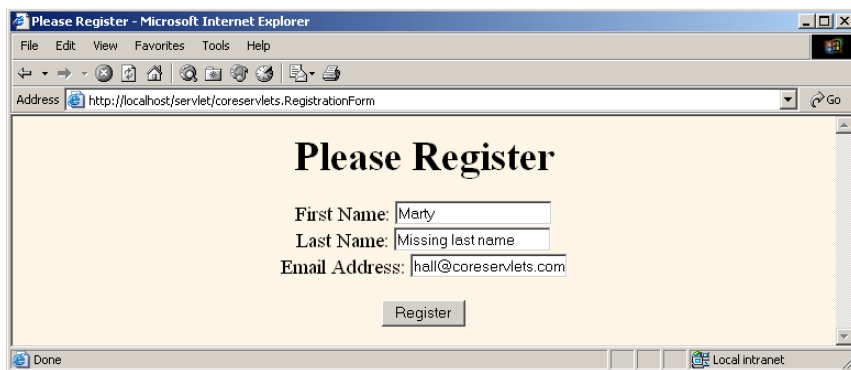 Please Register - Microsoft Internet Explorer
File Edit View Favorites Tools Help
Address http://localhost/servlet/coreservlets.RegistrationForm Go
Please Register
First Name: Marty
Last Name: Missing last name
Email Address: hall@coreservlets.com
Register
Done Local intranet